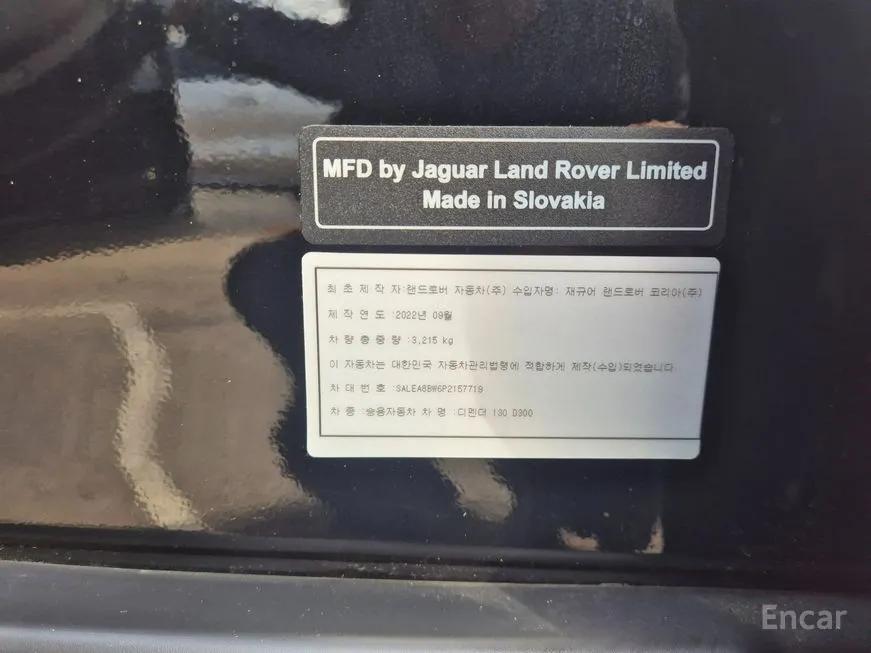 MFD by Jaguar Land Rover Limited
Made in Slovakia
최 초 제 작 자:랜드로버 자동차(주) 수입자명: 재규어 랜드로버 코리아(주)
제 작 연 도 :2022년 09월
차 량 총 중 량 :3,215 kg
이 자동차는 대한민국 자동차관리법령에 적합하게 제작(수입)되었습니다
차 대 번 호 :SALEA8BW6P2157719
차 종 :승용자동차 차 명 :디펜더 130 D300
Encar